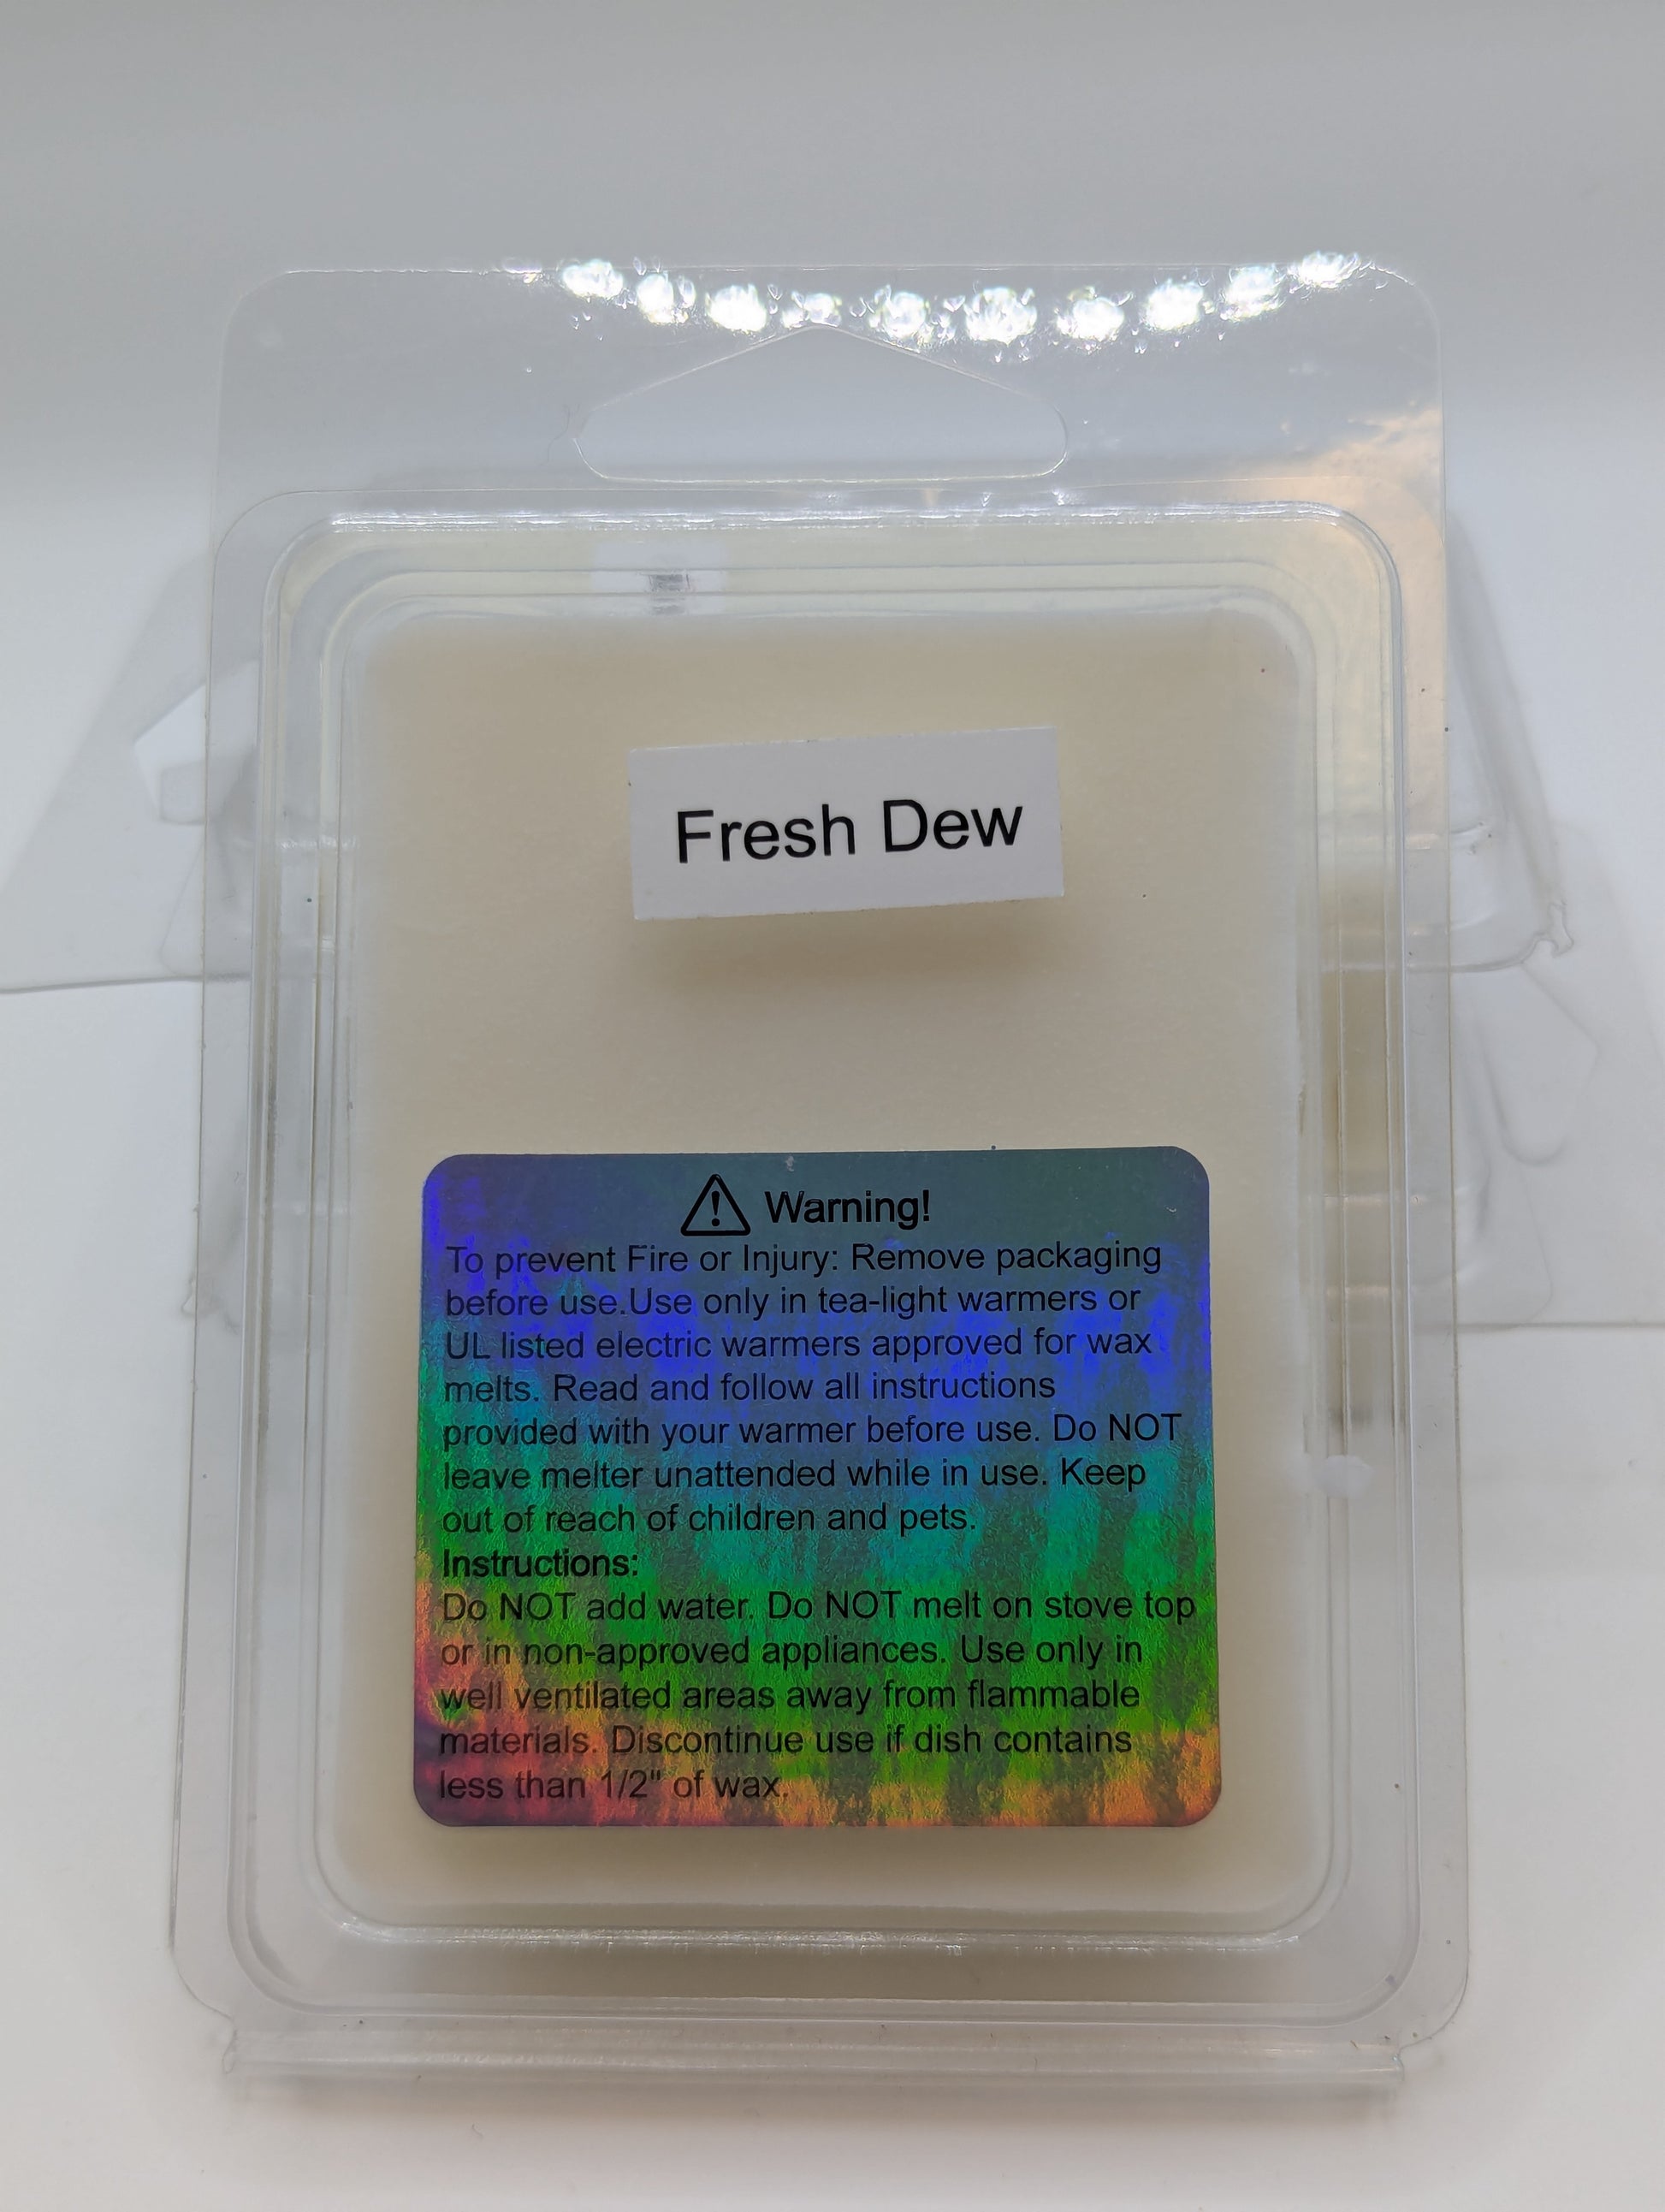 Fresh Dew
Warning!
To prevent Fire or Injury: Remove packaging
before use.Use only in tea-light warmers or
UL listed electric warmers approved for wax
melts. Read and follow all instructions
provided with your warmer before use. Do NOT
leave melter unattended while in use. Keep
out of reach of children and pets.
Instructions:
Do NOT add water. Do NOT melt on stove top
or in non-approved appliances. Use only in
well ventilated areas away from flammable
materials. Discontinue use if dish contains
less than 1/2" of wax.